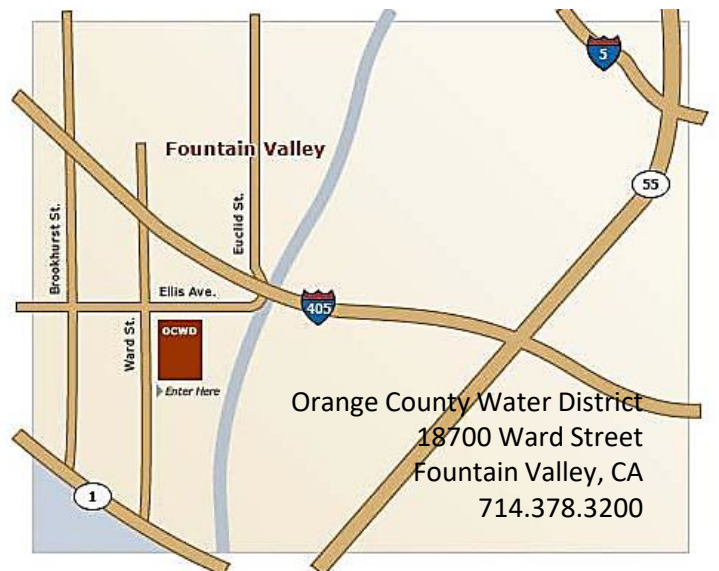 5
Fountain Valley
55
Brookhurst St.
Euclid St.
Ellis Ave.
405
Ward St.
OCWD
Enter Here
Orange County Water District
18700 Ward Street
Fountain Valley, CA
714.378.3200
1